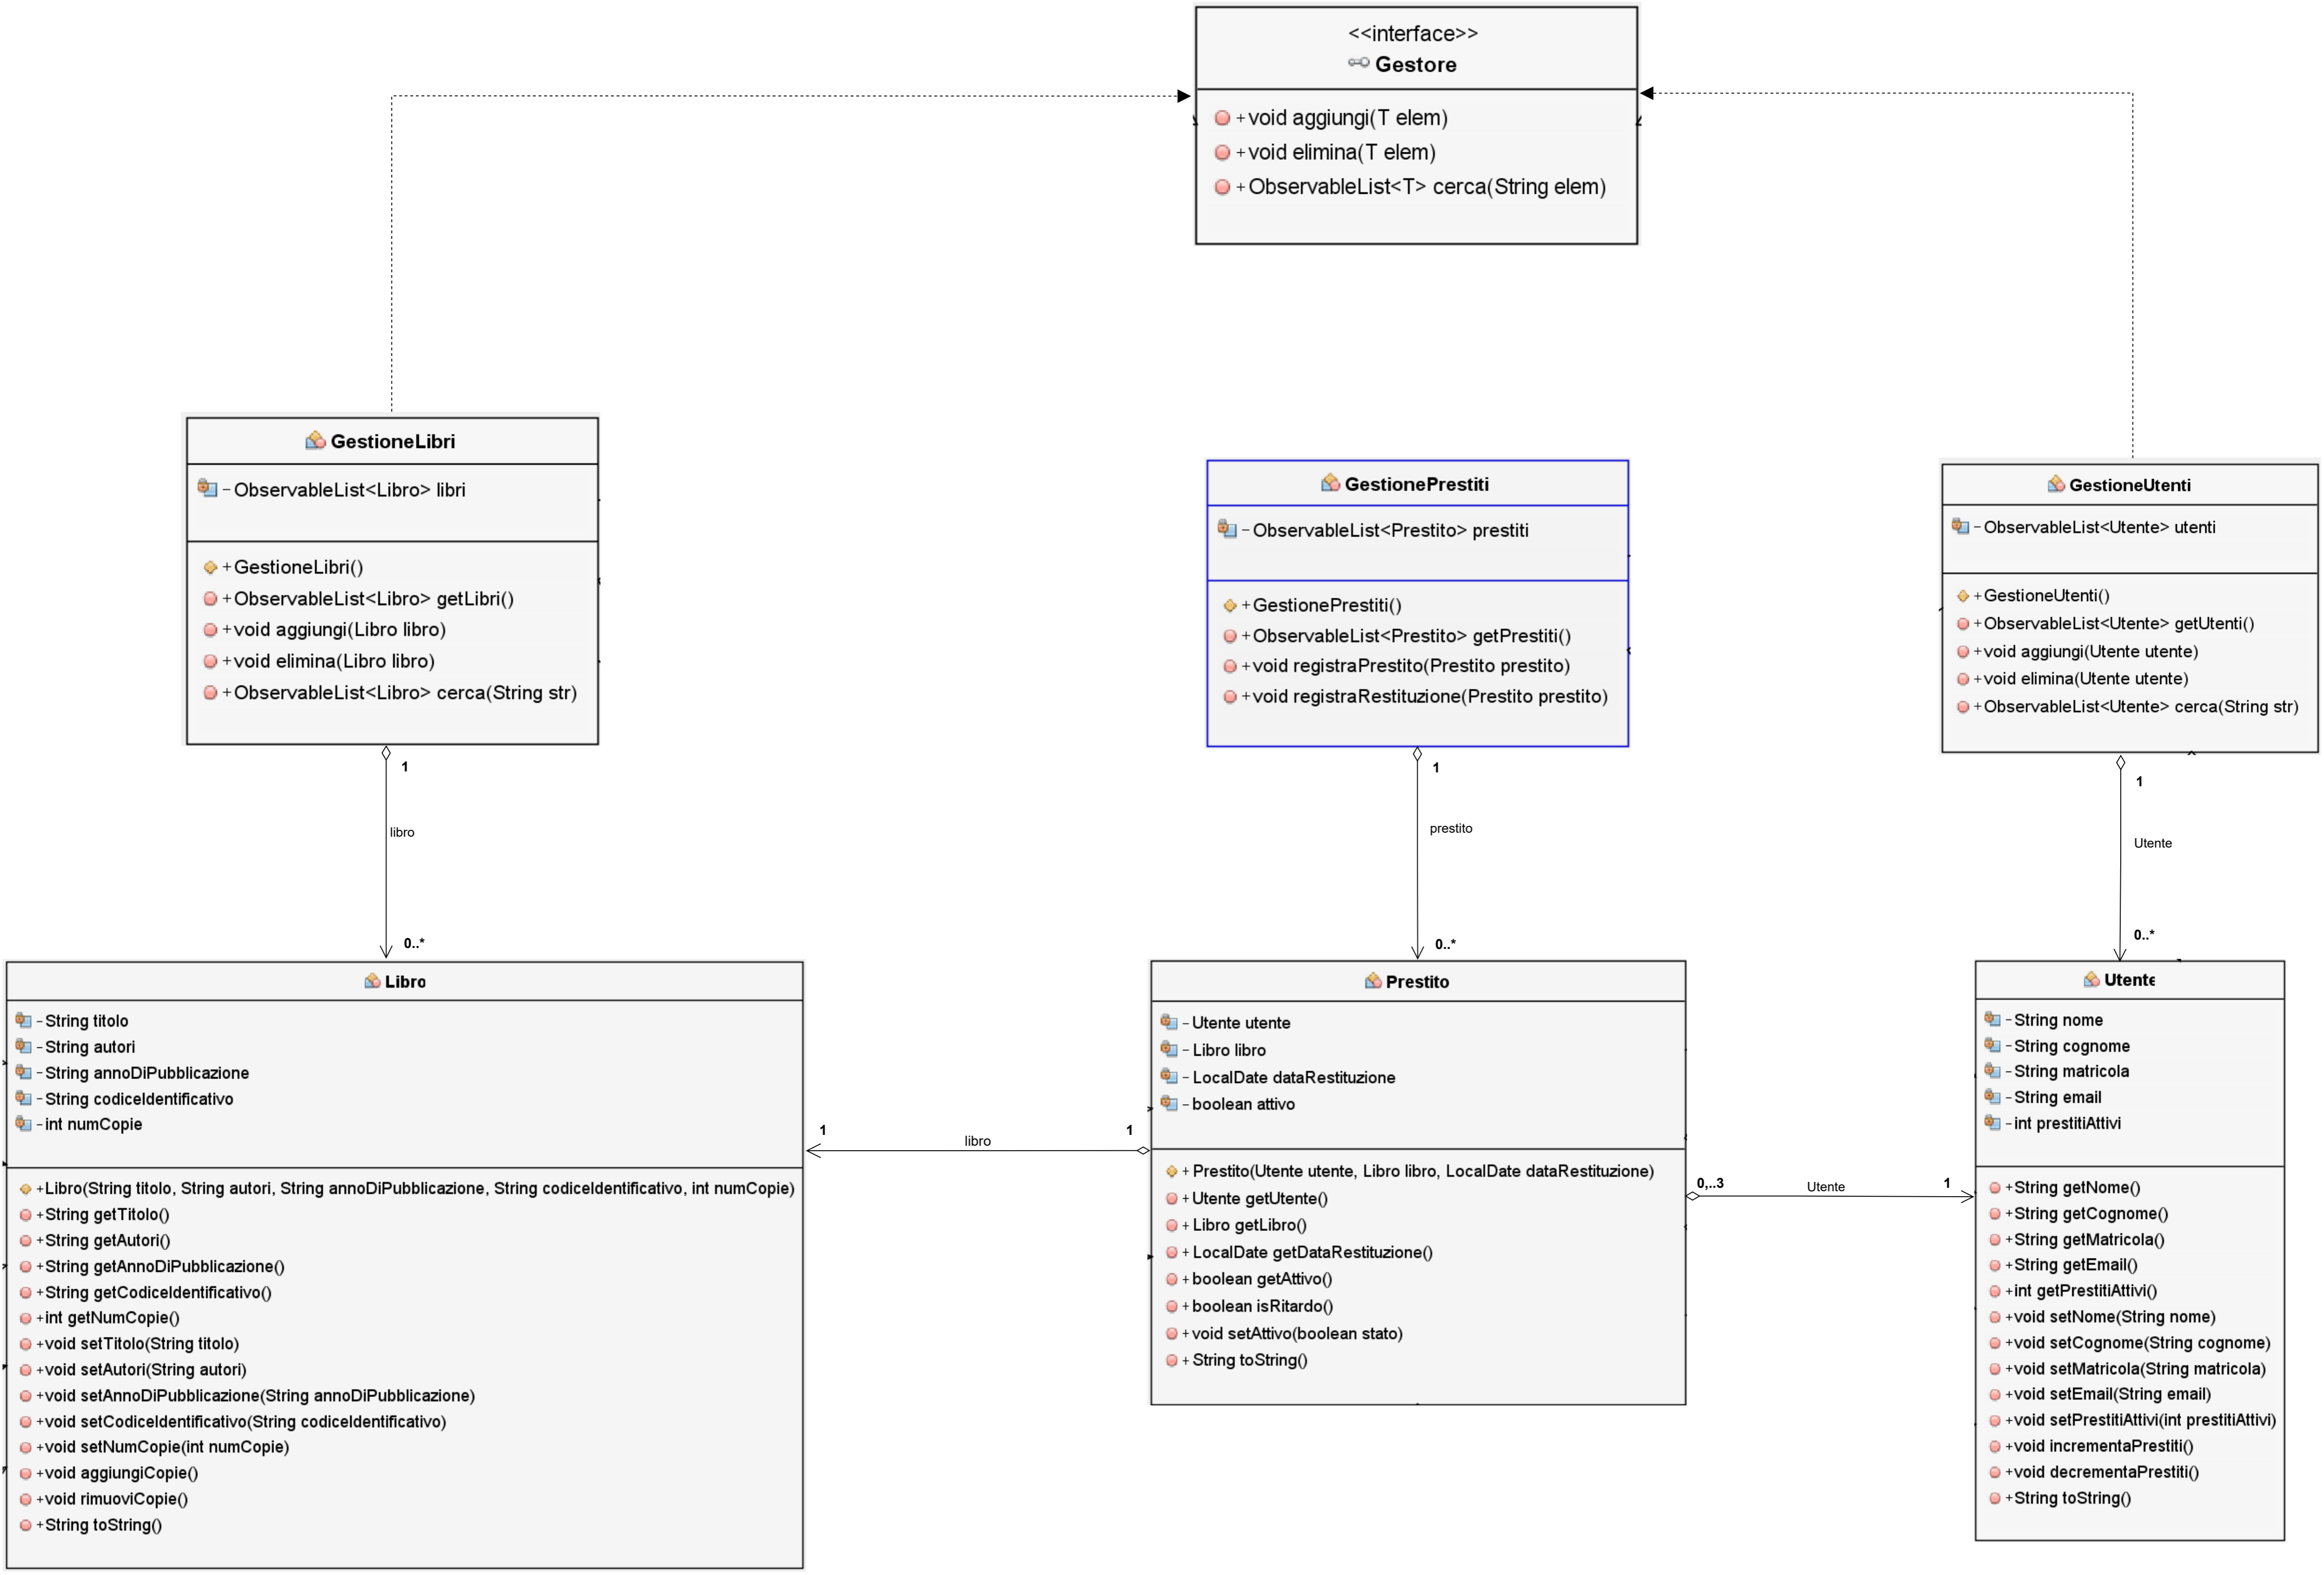 <<interface>>
Gestore
+ void aggiungi(T elem)
+ void elimina(T elem)
+ ObservableList<T> cerca(String elem)
GestioneLibri
- ObservableList<Libro> libri
+ GestioneLibri()
+ ObservableList<Libro> getLibri()
+ void aggiungi(Libro libro)
+ void elimina(Libro libro)
+ ObservableList<Libro> cerca(String str)
GestionePrestiti
- ObservableList<Prestito> prestiti
+ GestionePrestiti()
+ ObservableList<Prestito> getPrestiti()
+ void registraPrestito(Prestito prestito)
+ void registraRestituzione(Prestito prestito)
GestioneUtenti
- ObservableList<Utente> utenti
+ GestioneUtenti()
+ ObservableList<Utente> getUtenti()
+ void aggiungi(Utente utente)
+ void elimina(Utente utente)
+ ObservableList<Utente> cerca(String str)
1
libro
0..*
1
prestito
0..*
1
Utente
0..*
Libro
- String titolo
- String autori
- String annoDiPubblicazione
- String codiceIdentificativo
- int numCopie
+ Libro(String titolo, String autori, String annoDiPubblicazione, String codiceIdentificativo, int numCopie)
+ String getTitolo()
+ String getAutori()
+ String getAnnoDiPubblicazione()
+ String getCodiceIdentificativo()
+ int getNumCopie()
+ void setTitolo(String titolo)
+ void setAutori(String autori)
+ void setAnnoDiPubblicazione(String annoDiPubblicazione)
+ void setCodiceIdentificativo(String codiceIdentificativo)
+ void setNumCopie(int numCopie)
+ void aggiungiCopie()
+ void rimuoviCopie()
+ String toString()
1
libro
1
Prestito
- Utente utente
- Libro libro
- LocalDate dataRestituzione
- boolean attivo
+ Prestito(Utente utente, Libro libro, LocalDate dataRestituzione)
+ Utente getUtente()
+ Libro getLibro()
+ LocalDate getDataRestituzione()
+ boolean getAttivo()
+ boolean isRitardo()
+ void setAttivo(boolean stato)
+ String toString()
0,..3
Utente
1
Utente
- String nome
- String cognome
- String matricola
- String email
- int prestitiAttivi
+ String getNome()
+ String getCognome()
+ String getMatricola()
+ String getEmail()
+ int getPrestitiAttivi()
+ void setNome(String nome)
+ void setCognome(String cognome)
+ void setMatricola(String matricola)
+ void setEmail(String email)
+ void setPrestitiAttivi(int prestitiAttivi)
+ void incrementaPrestiti()
+ void decrementaPrestiti()
+ String toString()